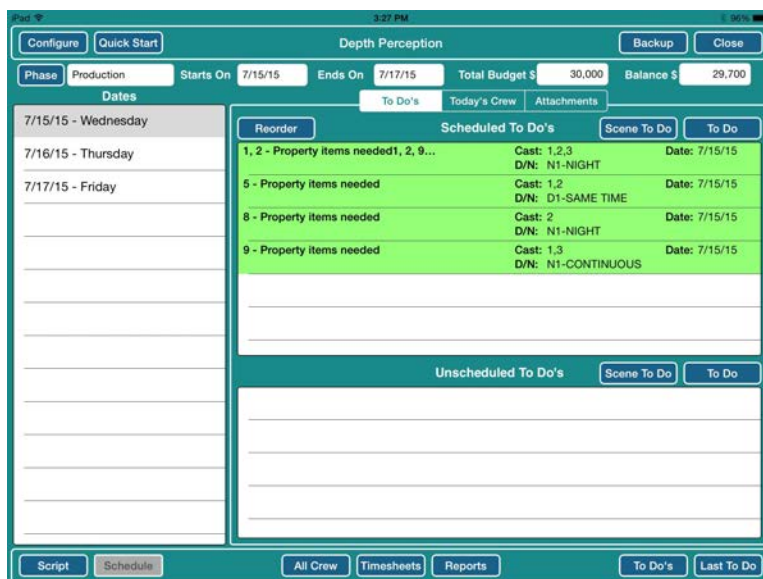 iPad 3:27 PM 96%
Configure Quick Start Depth Perception Backup Close
Phase Production Starts On 7/15/15 Ends On 7/17/15 Total Budget $ 30,000 Balance $ 29,700
Dates
To Do's Today's Crew Attachments
7/15/15 - Wednesday
7/16/15 - Thursday
7/17/15 - Friday
Reorder Scheduled To Do's Scene To Do To Do
1, 2 - Property items needed1, 2, 9... Cast: 1,2,3 Date: 7/15/15
D/N: N1-NIGHT
5 - Property items needed Cast: 1,2 Date: 7/15/15
D/N: D1-SAME TIME
8 - Property items needed Cast: 2 Date: 7/15/15
D/N: N1-NIGHT
9 - Property items needed Cast: 1,3 Date: 7/15/15
D/N: N1-CONTINUOUS
Unscheduled To Do's Scene To Do To Do
Script Schedule All Crew Timesheets Reports To Do's Last To Do